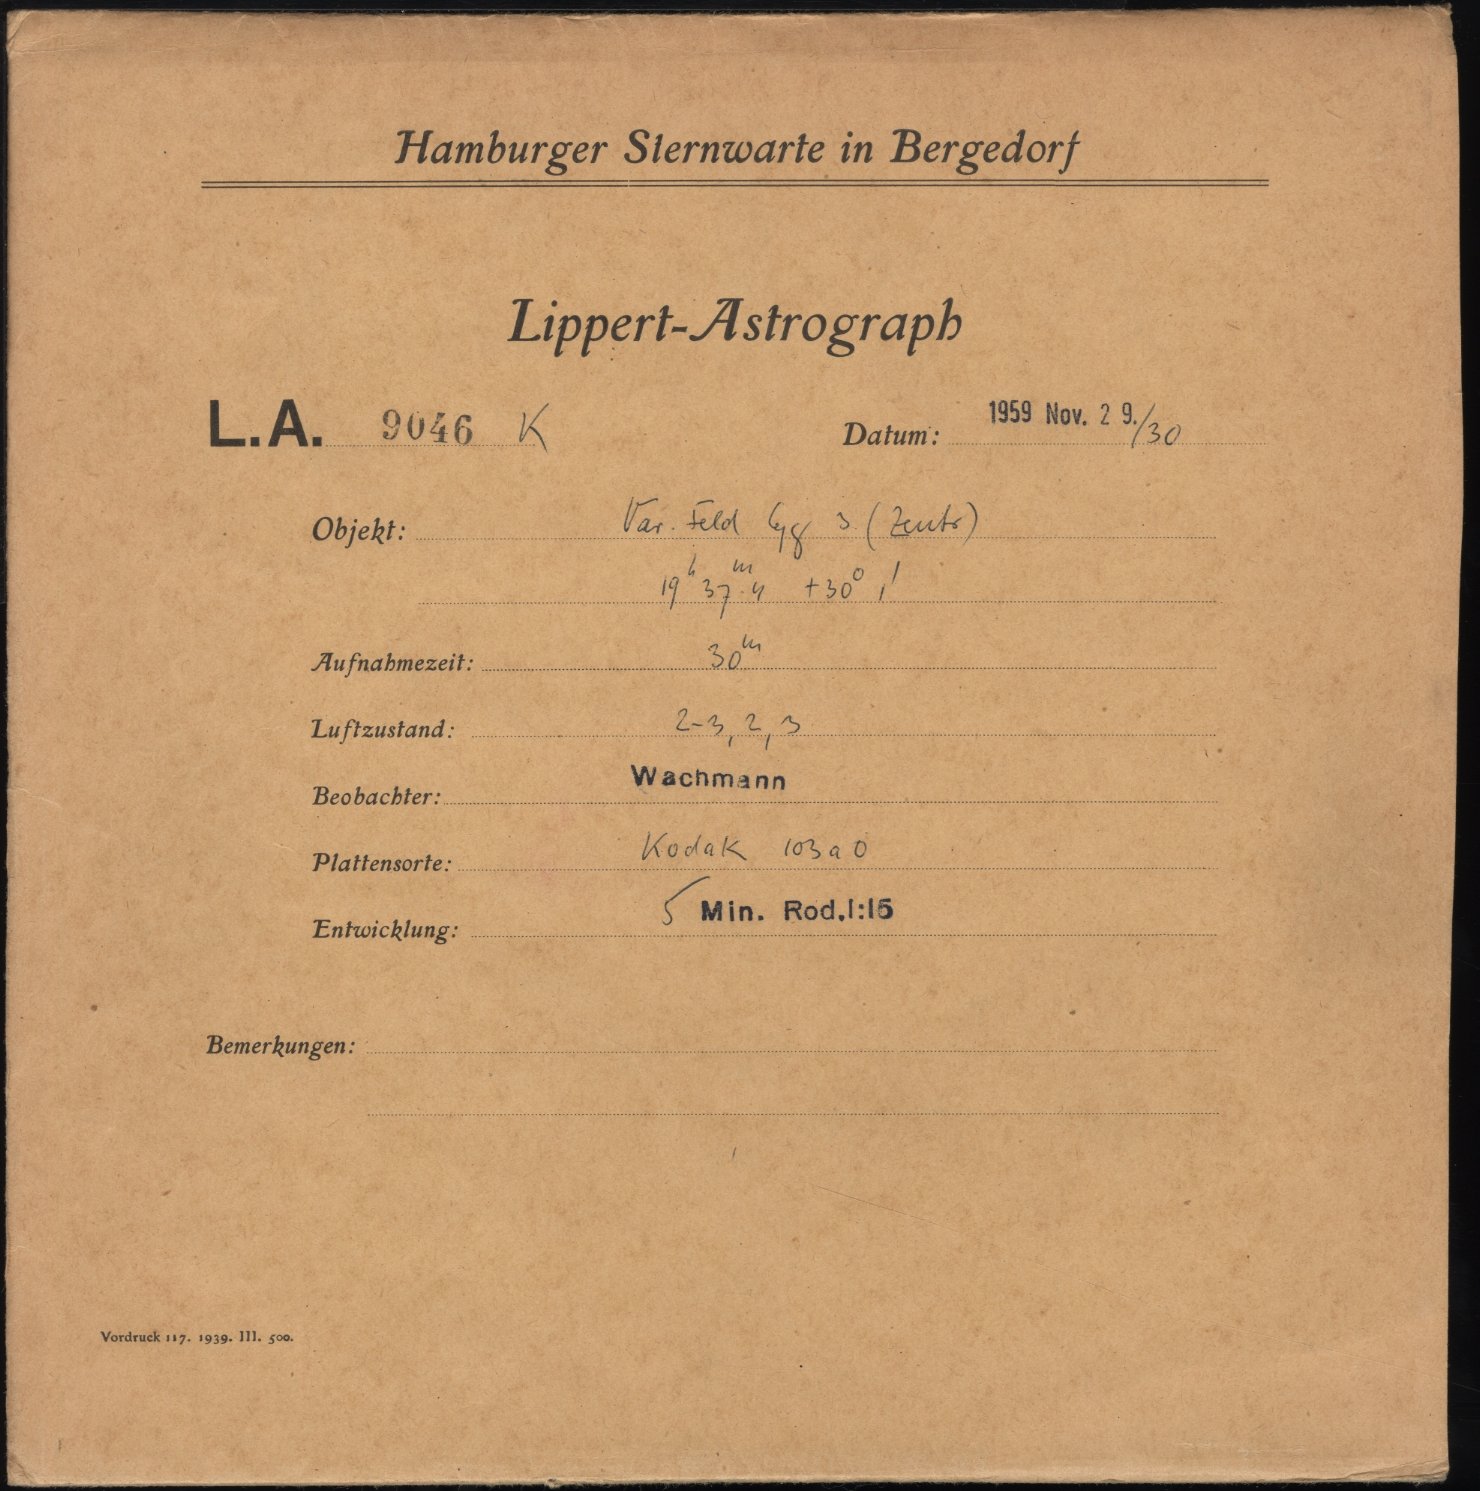 Hamburger Sternwarte in Bergedorf
Lippert-Astrograph
L.A. 9046 K Datum: 1959 Nov. 29./30
Objekt: Var. Feld Cyg 3 (Zentr)
19ʰ 37ᵐ.4 +30° 1'
Aufnahmezeit: 30ᵐ
Luftzustand: 2-3, 2, 3
Beobachter: Wachmann
Plattensorte: Kodak 103aO
Entwicklung: 5 Min. Rod. 1:15
Bemerkungen:
Vordruck 117. 1939. III. 500.